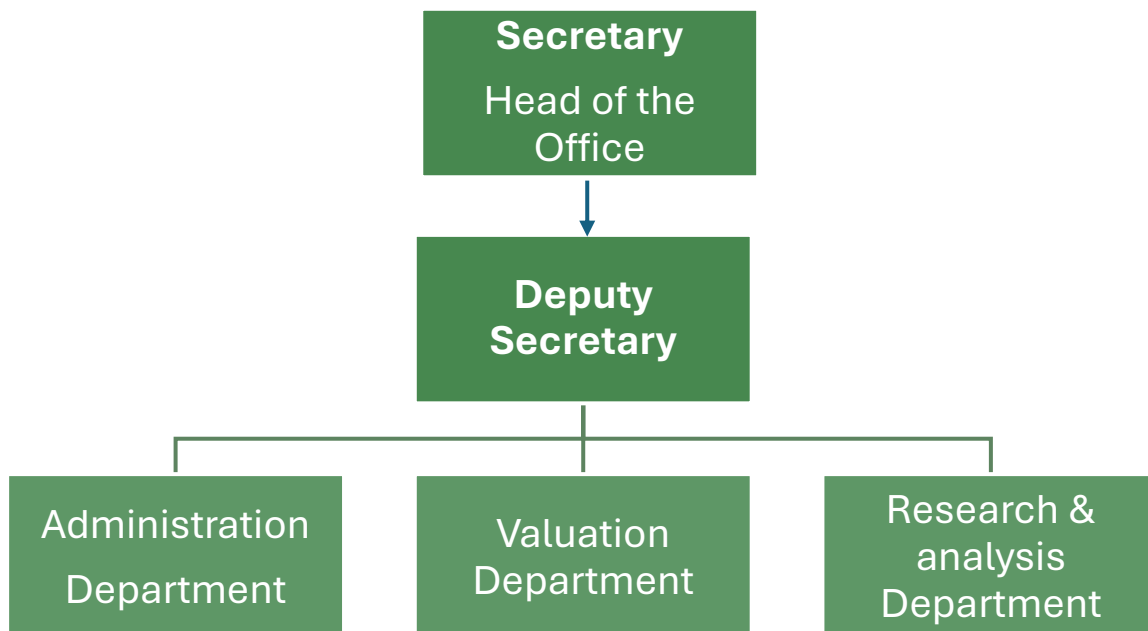 Secretary
Head of the
Office
Deputy
Secretary
Administration
Department
Valuation
Department
Research &
analysis
Department